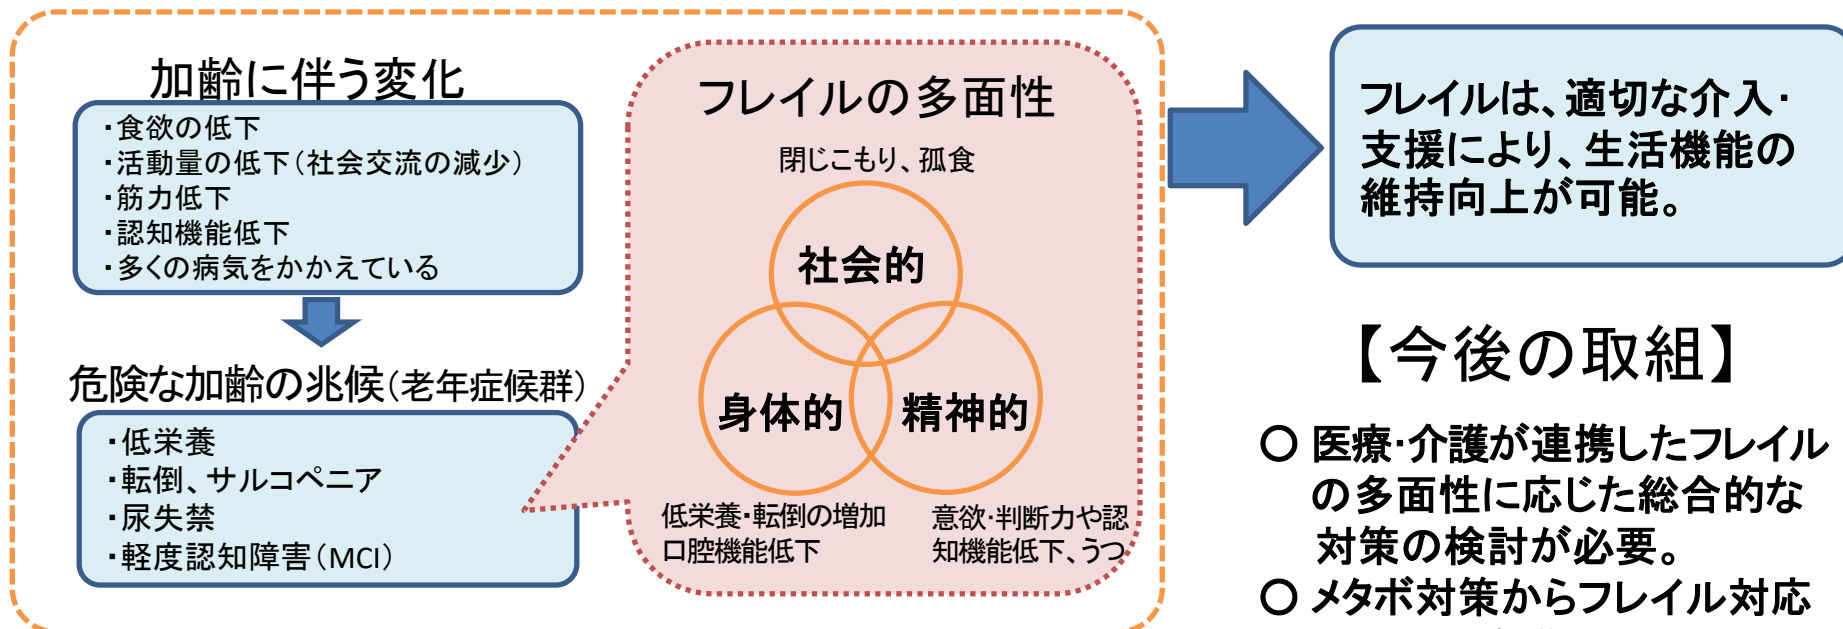 加齢に伴う変化
・食欲の低下
・活動量の低下(社会交流の減少)
・筋力低下
・認知機能低下
・多くの病気をかかえている
危険な加齢の兆候(老年症候群)
・低栄養
・転倒、サルコペニア
・尿失禁
・軽度認知障害(MCI)
フレイルの多面性
閉じこもり、孤食
社会的
身体的
精神的
低栄養・転倒の増加
口腔機能低下
意欲・判断力や認
知機能低下、うつ
フレイルは、適切な介入・
支援により、生活機能の
維持向上が可能。
【今後の取組】
○ 医療・介護が連携したフレイル
の多面性に応じた総合的な
対策の検討が必要。
○ メタボ対策からフレイル対応